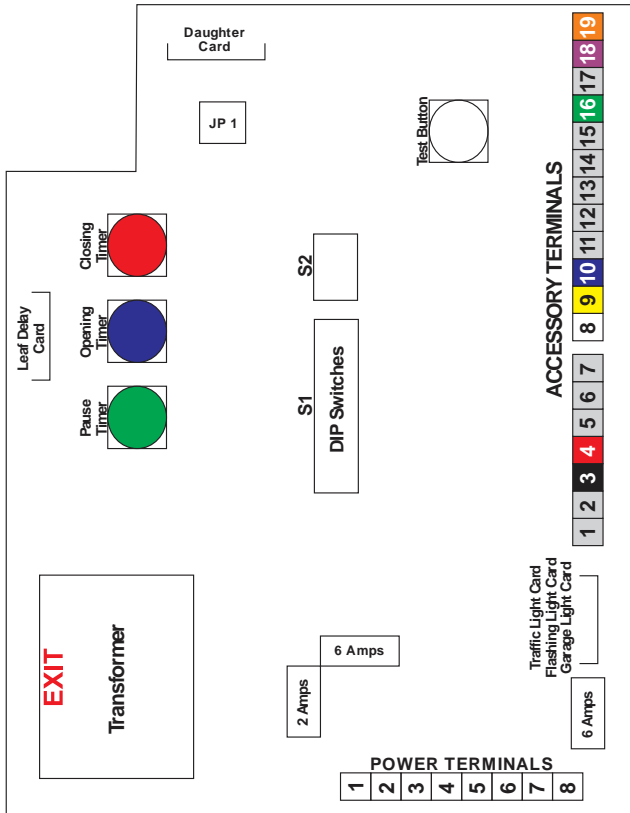 Daughter
Card
JP 1
Test Button
Closing
Timer
Opening
Timer
Pause
Timer
Leaf Delay
Card
S2
S1
DIP Switches
ACCESSORY TERMINALS
19
18
17
16
15
14
13
12
11
10
9
8
7
6
5
4
3
2
1
EXIT
Transformer
6 Amps
2 Amps
Traffic Light Card
Flashing Light Card
Garage Light Card
6 Amps
POWER TERMINALS
1
2
3
4
5
6
7
8